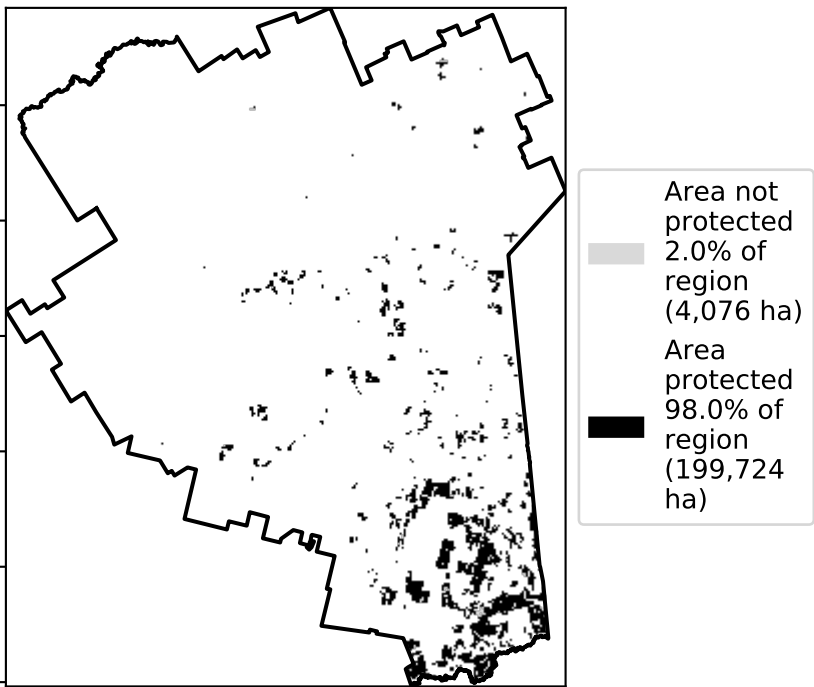 Area not
protected
2.0% of
region
(4,076 ha)
Area
protected
98.0% of
region
(199,724
ha)